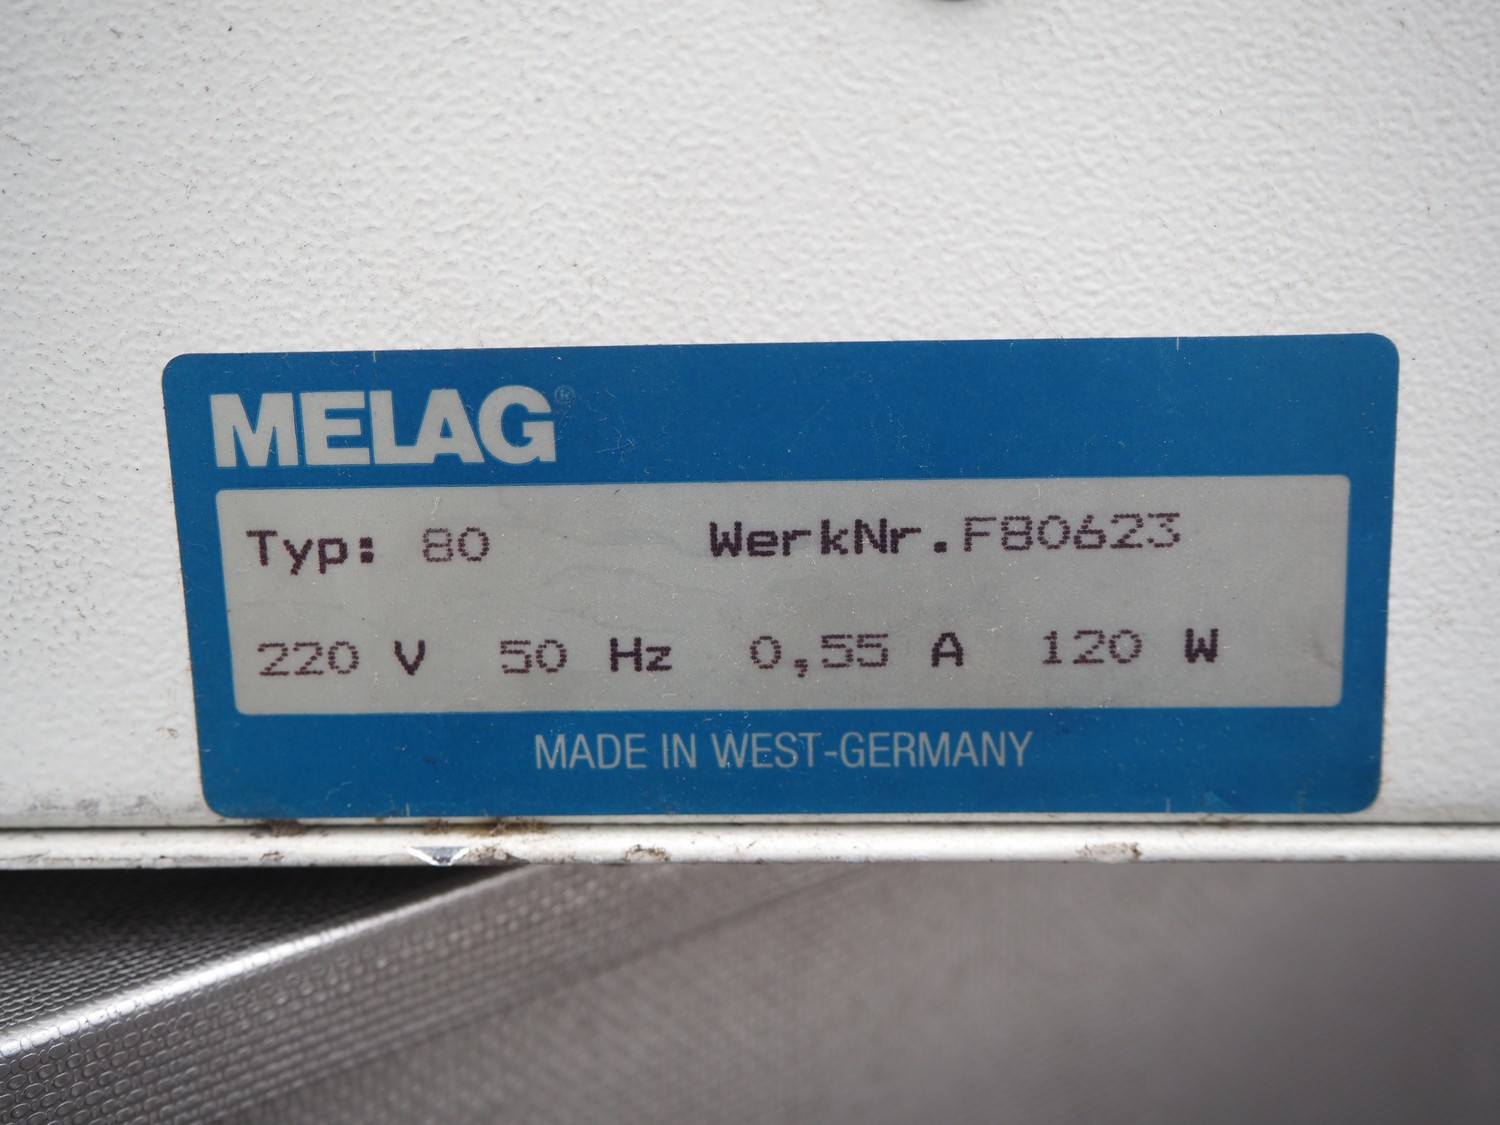 MELAG®
Typ: 80 WerkNr.F80623
220 V 50 Hz 0,55 A 120 W
MADE IN WEST-GERMANY